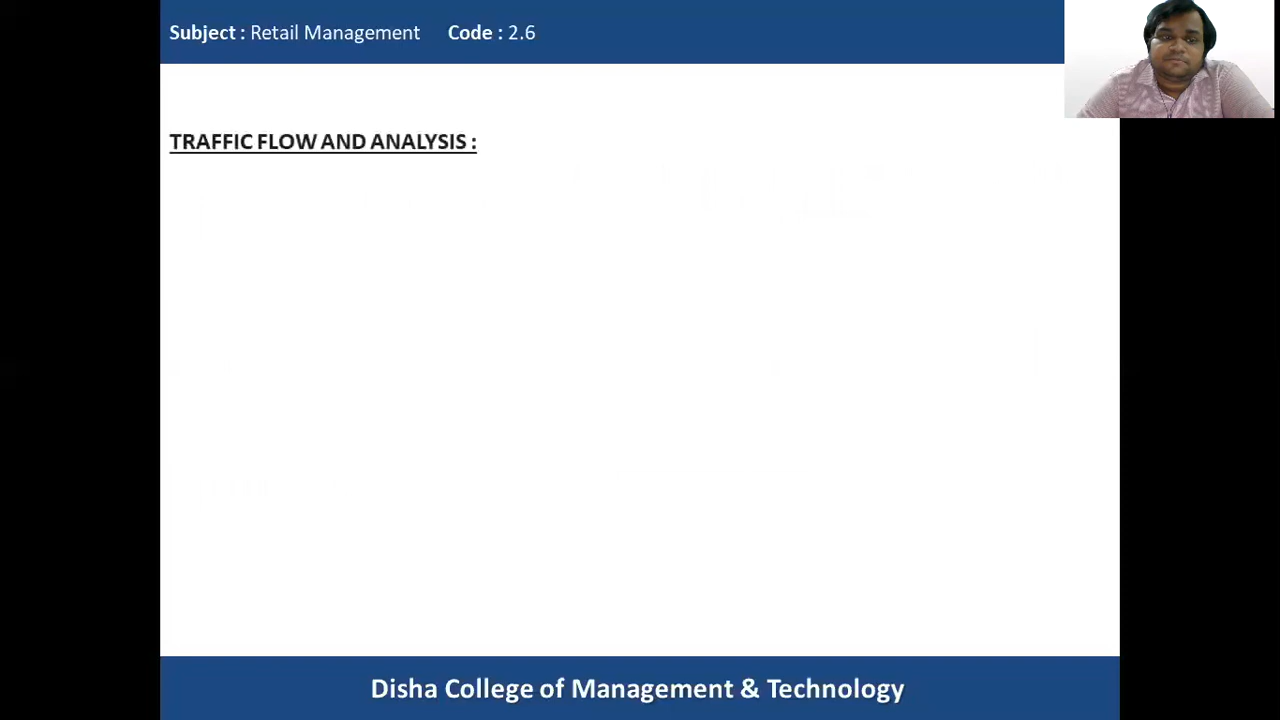 Subject : Retail Management Code : 2.6
TRAFFIC FLOW AND ANALYSIS :
Disha College of Management & Technology